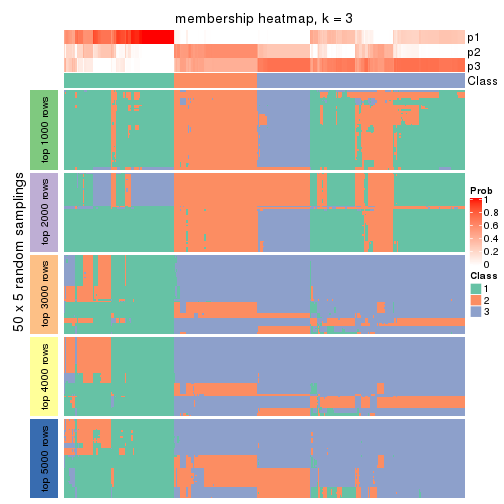 membership heatmap, k = 3
p1
p2
p3
Class
50 x 5 random samplings
top 1000 rows
top 2000 rows
top 3000 rows
top 4000 rows
top 5000 rows
Prob
1
0.8
0.6
0.4
0.2
0
Class
1
2
3